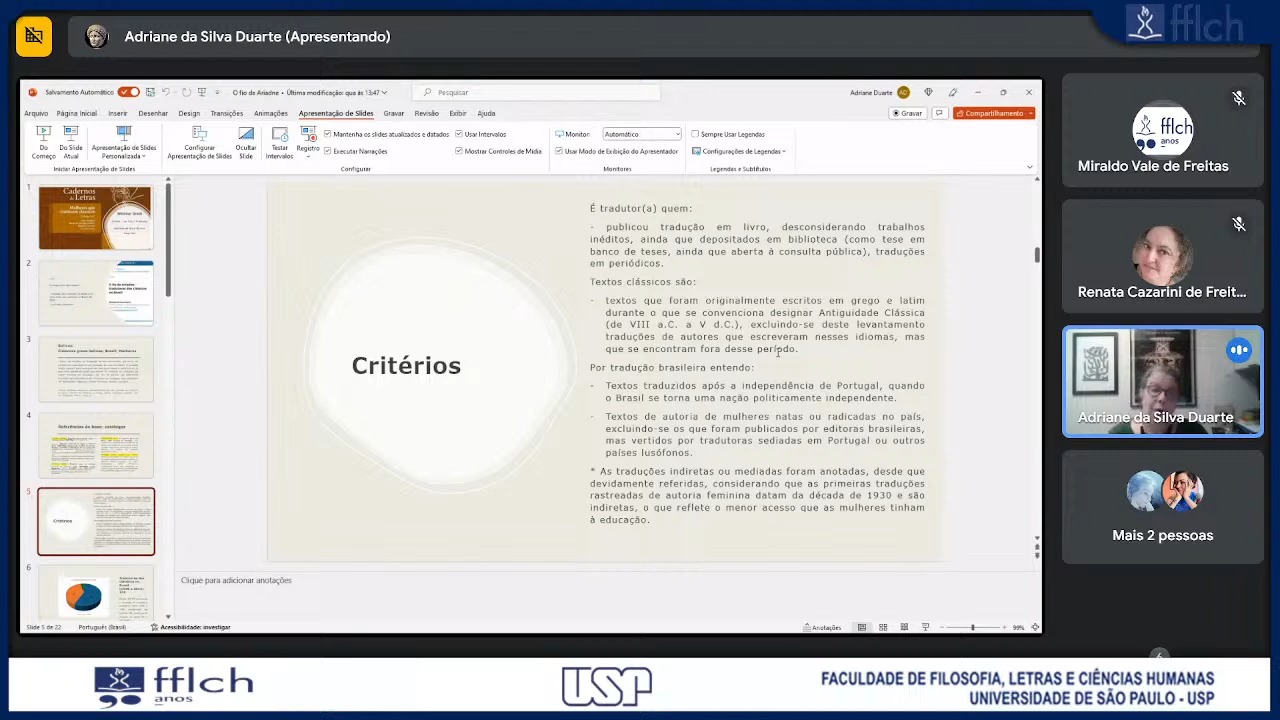 Adriane da Silva Duarte (Apresentando)
fflch
Salvamento Automático
O fio de Ariadne • Última modificação: qua às 13:47
Pesquisar
Adriane Duarte
Arquivo Página Inicial Inserir Desenhar Design Transições Animações Apresentação de Slides Gravar Revisão Exibir Ajuda
Gravar
Compartilhamento
Do Começo
Do Slide Atual
Apresentação de Slides Personalizada
Configurar Apresentação de Slides
Ocultar Slide
Testar Intervalos
Registro
Mantenha os slides atualizados e datados
Executar Narrações
Usar Intervalos
Mostrar Controles de Mídia
Monitor:
Automático
Usar Modo de Exibição do Apresentador
Sempre Usar Legendas
Configurações de Legendas
Iniciar Apresentação de Slides
Configurar
Monitores
Legendas e Subtítulos
1
Cadernos
de Letras
2
3
4
5
Critérios
6
Critérios
É tradutor(a) quem:
- publicou tradução em livro, desconsiderando trabalhos
inéditos, ainda que depositados em biblioteca (como tese em
banco de teses, ainda que aberta à consulta pública), traduções
em periódicos.
Textos clássicos são:
- textos que foram originalmente escritos em grego e latim
durante o que se convenciona designar Antiguidade Clássica
(de VIII a.C. a V d.C.), excluindo-se deste levantamento
traduções de autores que escreveram nesses idiomas, mas
que se encontram fora desse período.
Por tradução brasileira entendo:
- Textos traduzidos após a independência de Portugal, quando
o Brasil se torna uma nação politicamente independente.
- Textos de autoria de mulheres natas ou radicadas no país,
excluindo-se os que foram publicados por editoras brasileiras,
mas vertidos por tradutoras sediadas em Portugal ou outros
países lusófonos.
* As traduções indiretas ou mediadas foram anotadas, desde que
devidamente referidas, considerando que as primeiras traduções
rastreadas de autoria feminina datam da década de 1930 e são
indiretas, o que reflete o menor acesso que as mulheres tinham
à educação.
Clique para adicionar anotações
Slide 5 de 22
Português (Brasil)
Acessibilidade: investigar
Anotações
99%
fflch
Miraldo Vale de Freitas
Renata Cazarini de Freit...
Adriane da Silva Duarte
Mais 2 pessoas
fflch
anos
USP
FACULDADE DE FILOSOFIA, LETRAS E CIÊNCIAS HUMANAS
UNIVERSIDADE DE SÃO PAULO - USP